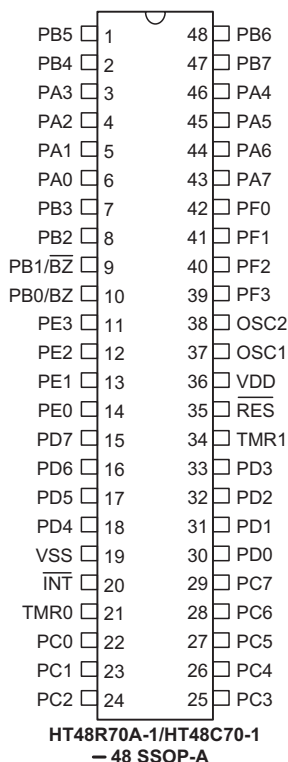 PB5 1 48 PB6
PB4 2 47 PB7
PA3 3 46 PA4
PA2 4 45 PA5
PA1 5 44 PA6
PA0 6 43 PA7
PB3 7 42 PF0
PB2 8 41 PF1
PB1/B̅Z̅ 9 40 PF2
PB0/BZ 10 39 PF3
PE3 11 38 OSC2
PE2 12 37 OSC1
PE1 13 36 VDD
PE0 14 35 R̅E̅S̅
PD7 15 34 TMR1
PD6 16 33 PD3
PD5 17 32 PD2
PD4 18 31 PD1
VSS 19 30 PD0
I̅N̅T̅ 20 29 PC7
TMR0 21 28 PC6
PC0 22 27 PC5
PC1 23 26 PC4
PC2 24 25 PC3
HT48R70A-1/HT48C70-1
– 48 SSOP-A